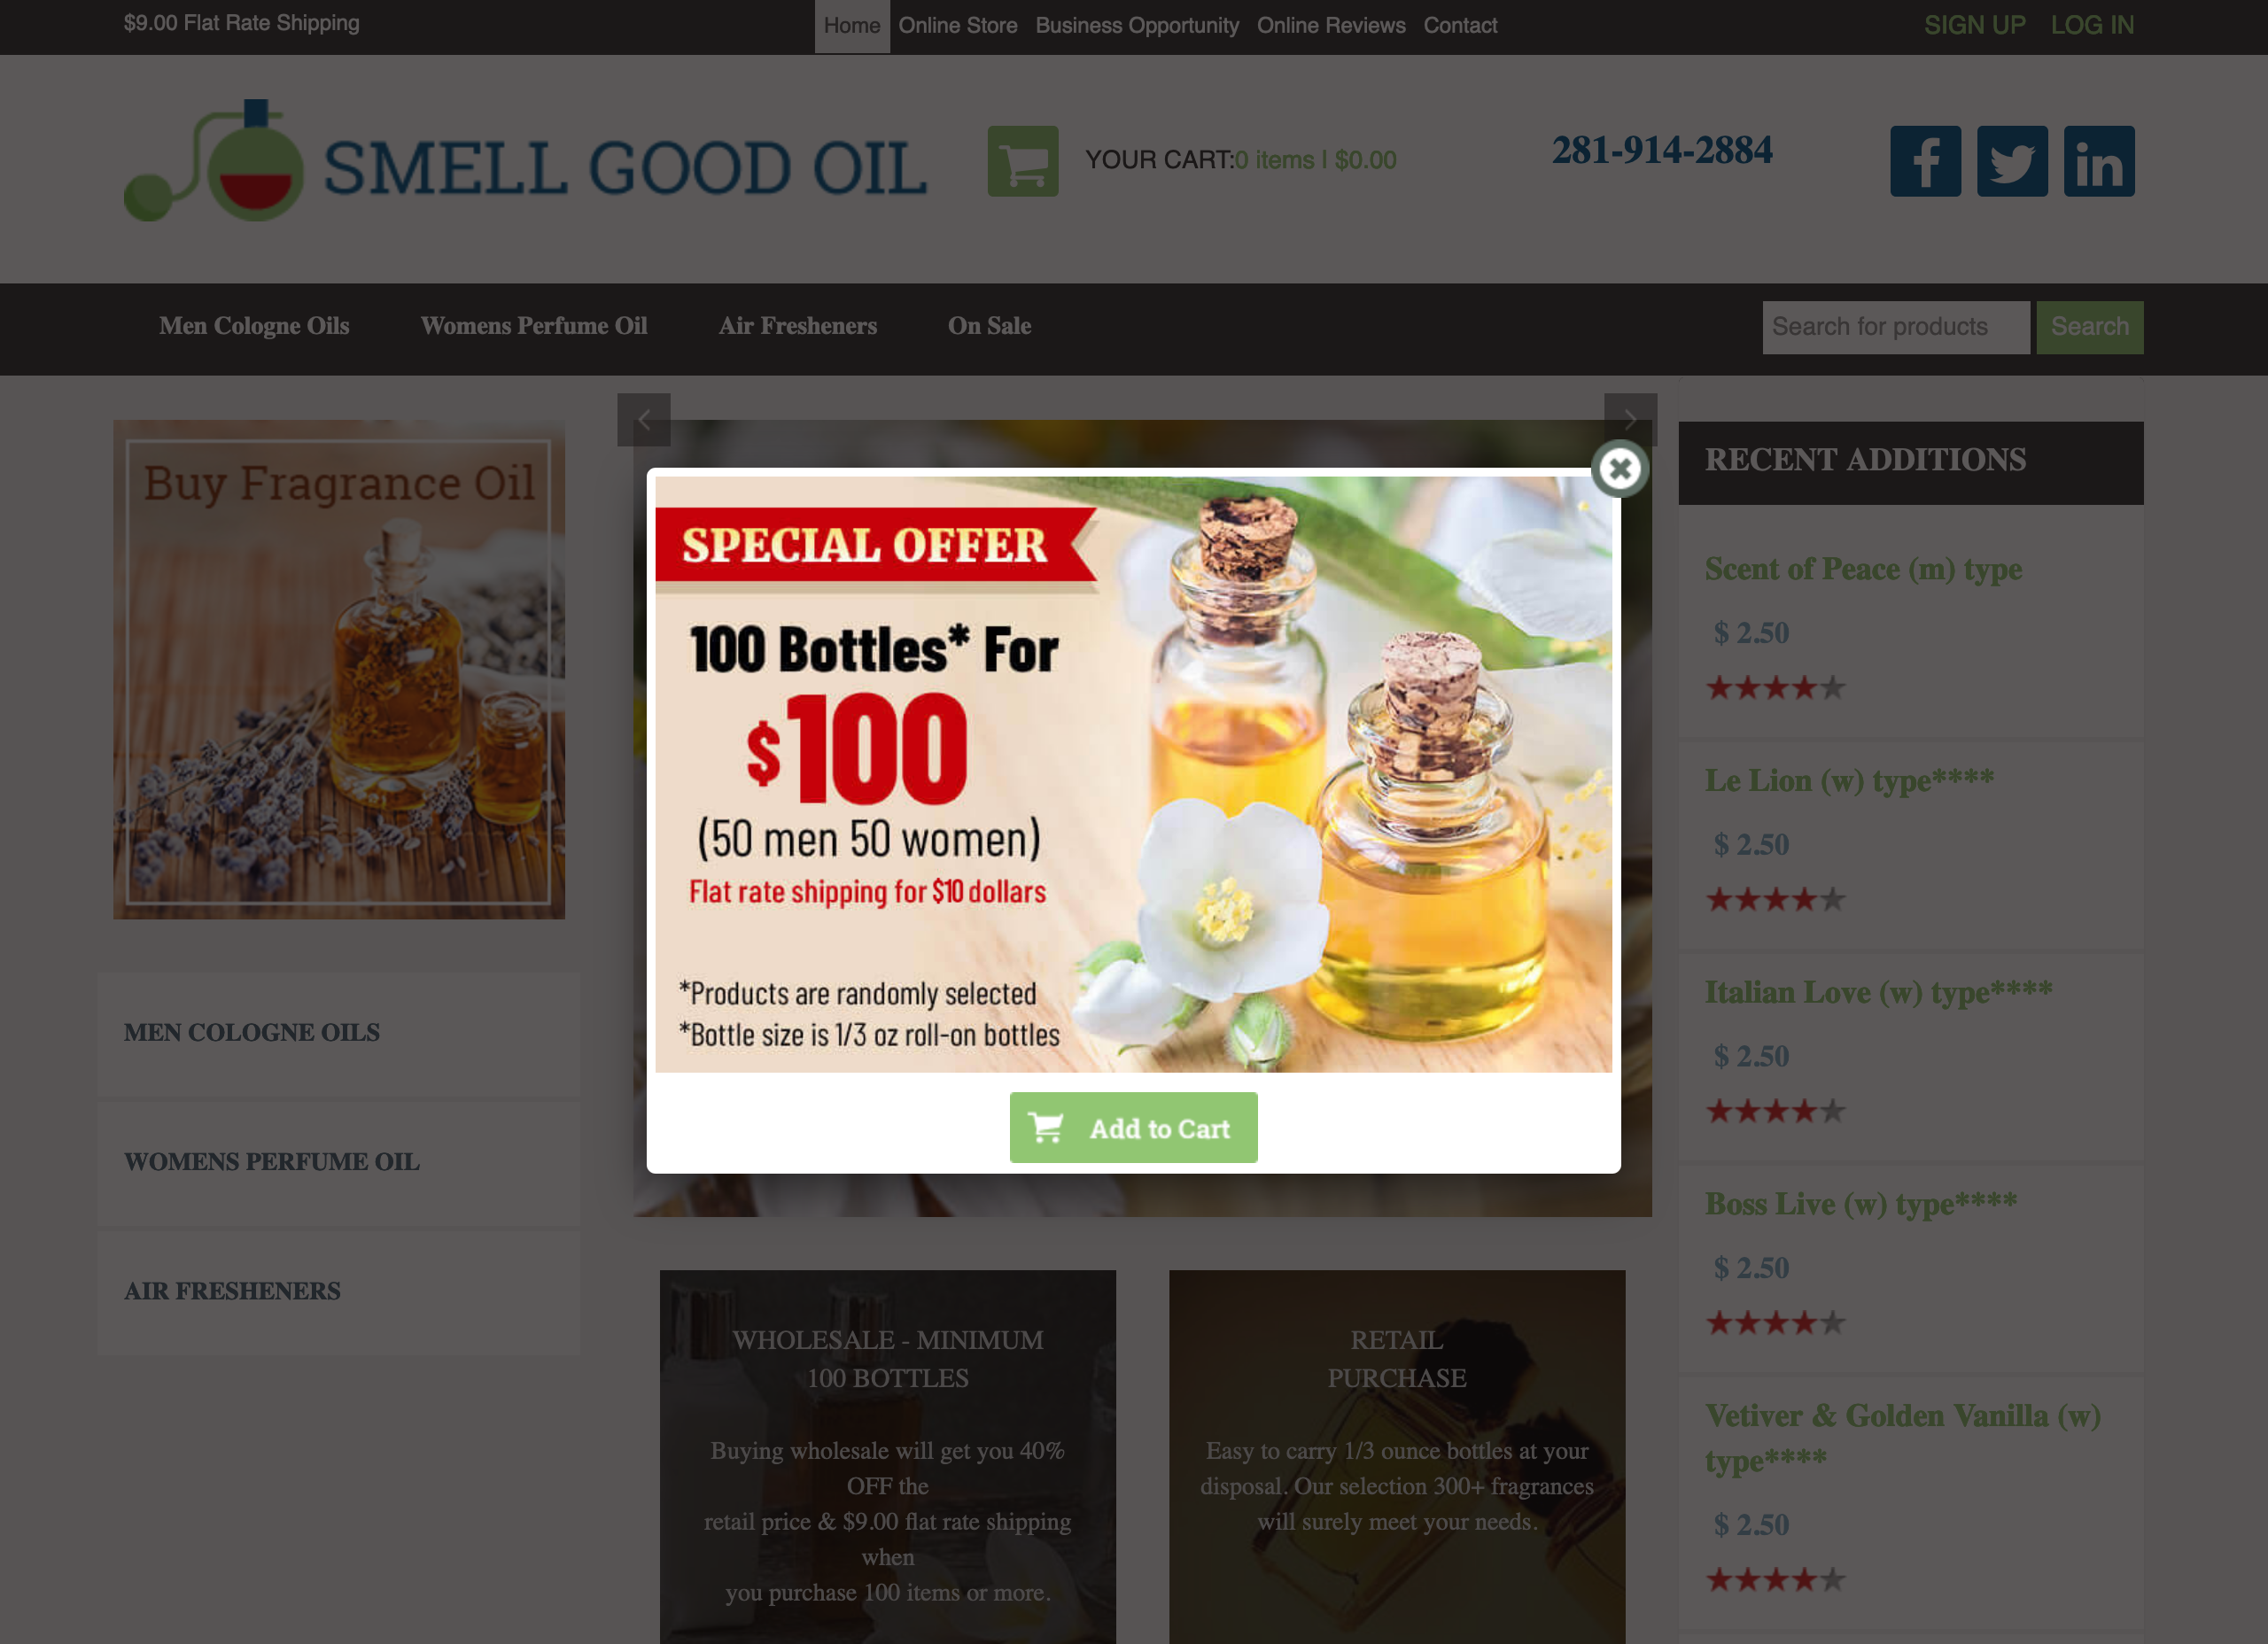 $9.00 Flat Rate Shipping
Home
Online Store
Business Opportunity
Online Reviews
Contact
SIGN UP
LOG IN
SMELL GOOD OIL
YOUR CART:0 items | $0.00
281-914-2884
Men Cologne Oils
Womens Perfume Oil
Air Fresheners
On Sale
Search for products
Search
Buy Fragrance Oil
MEN COLOGNE OILS
WOMENS PERFUME OIL
AIR FRESHENERS
SPECIAL OFFER
100 Bottles* For
$100
(50 men 50 women)
Flat rate shipping for $10 dollars
*Products are randomly selected
*Bottle size is 1/3 oz roll-on bottles
Add to Cart
WHOLESALE - MINIMUM
100 BOTTLES
Buying wholesale will get you 40%
OFF the
retail price & $9.00 flat rate shipping
when
you purchase 100 items or more.
RETAIL
PURCHASE
Easy to carry 1/3 ounce bottles at your
disposal. Our selection 300+ fragrances
will surely meet your needs.
RECENT ADDITIONS
Scent of Peace (m) type
$ 2.50
Le Lion (w) type****
$ 2.50
Italian Love (w) type****
$ 2.50
Boss Live (w) type****
$ 2.50
Vetiver & Golden Vanilla (w)
type****
$ 2.50